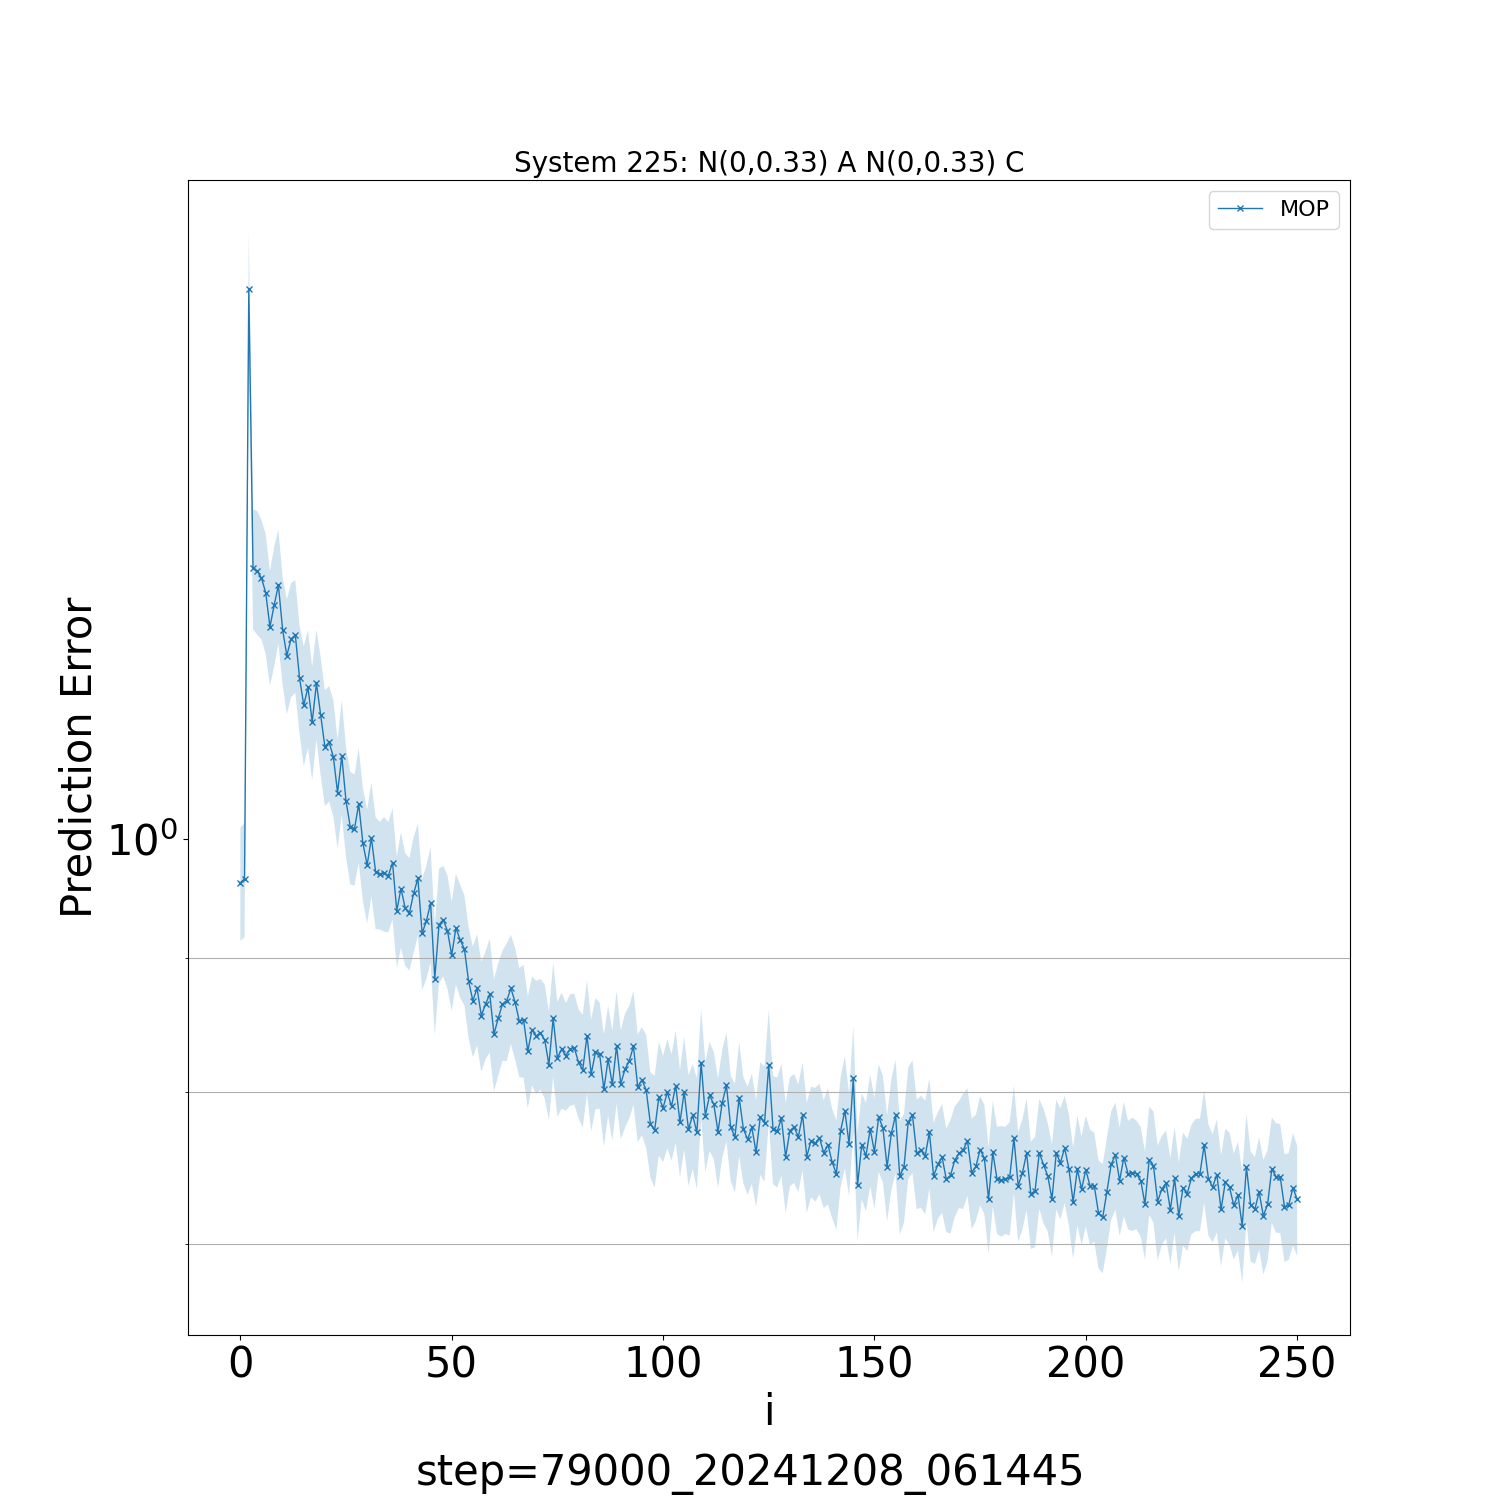 System 225: N(0,0.33) A N(0,0.33) C
MOP
Prediction Error
10⁰
0 50 100 150 200 250
i
step=79000_20241208_061445